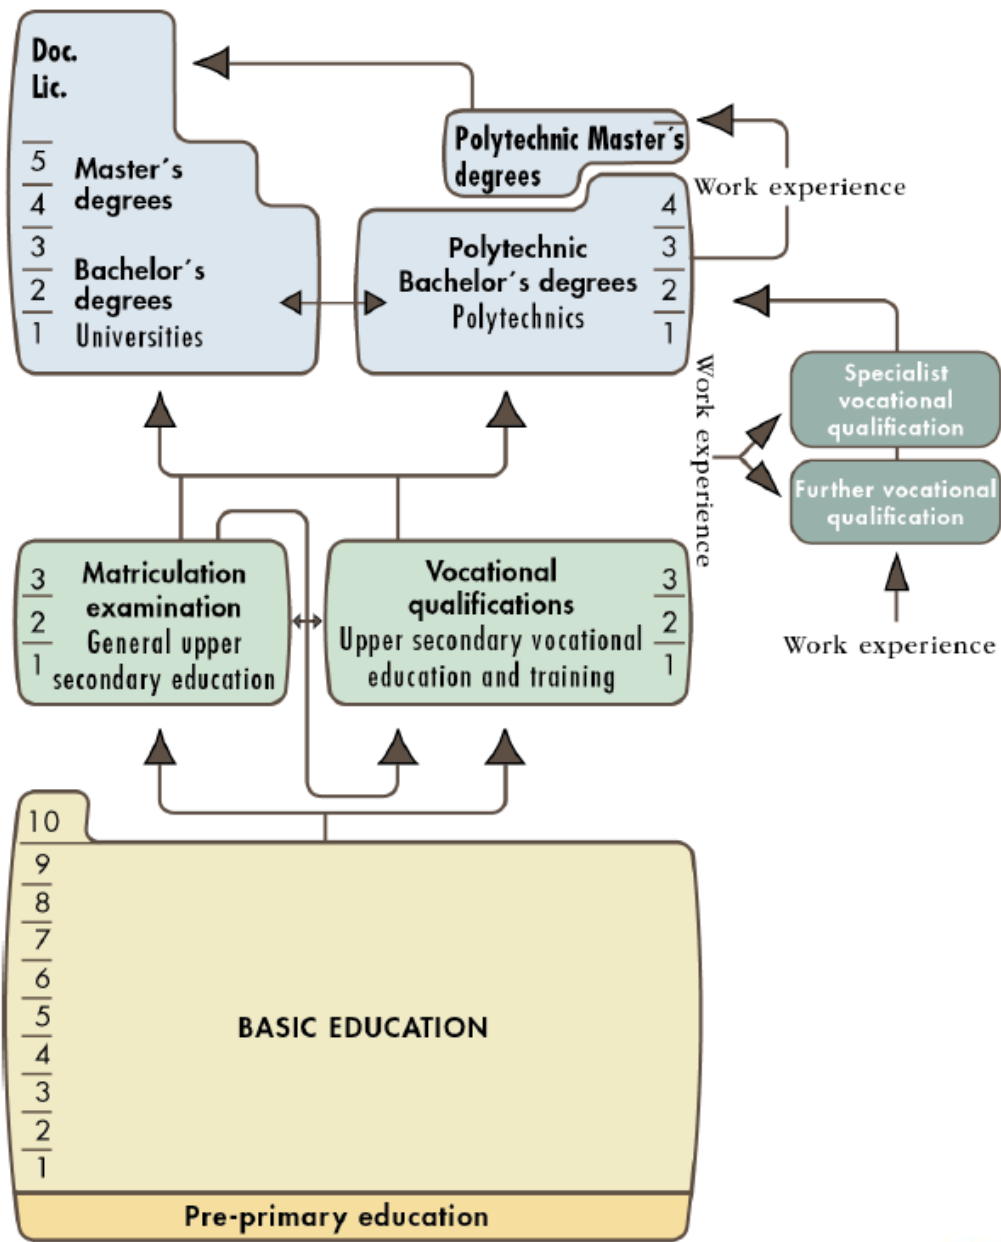 Doc.
Lic.
5
4
3
2
1
Master´s
degrees
Bachelor´s
degrees
Universities
Polytechnic Master´s
degrees
Work experience
Polytechnic
Bachelor´s degrees
Polytechnics
4
3
2
1
Work experience
Specialist
vocational
qualification
Further vocational
qualification
Work experience
3
2
1
Matriculation
examination
General upper
secondary education
Vocational
qualifications
Upper secondary vocational
education and training
3
2
1
10
9
8
7
6
5
4
3
2
1
BASIC EDUCATION
Pre-primary education